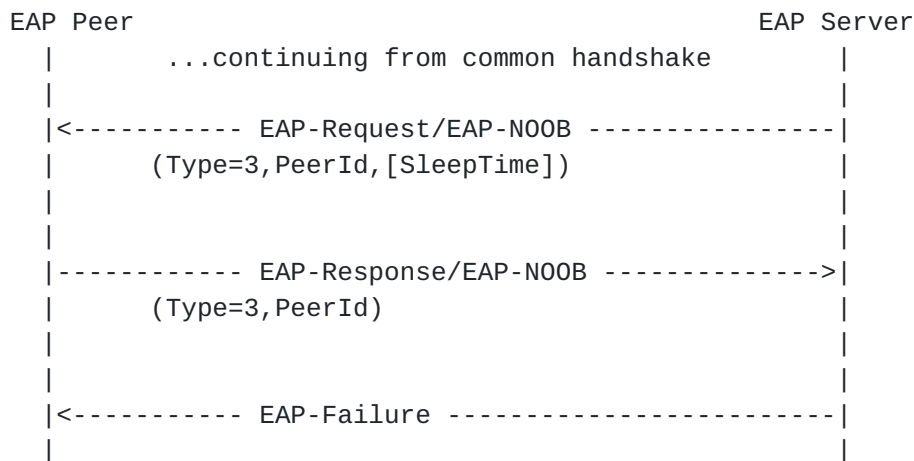 EAP Peer                                        EAP Server
  |       ...continuing from common handshake        |
  |                                                  |
  |<----------- EAP-Request/EAP-NOOB ----------------|
  |      (Type=3,PeerId,[SleepTime])                 |
  |                                                  |
  |                                                  |
  |------------ EAP-Response/EAP-NOOB -------------->|
  |      (Type=3,PeerId)                             |
  |                                                  |
  |                                                  |
  |<----------- EAP-Failure -------------------------|
  |                                                  |